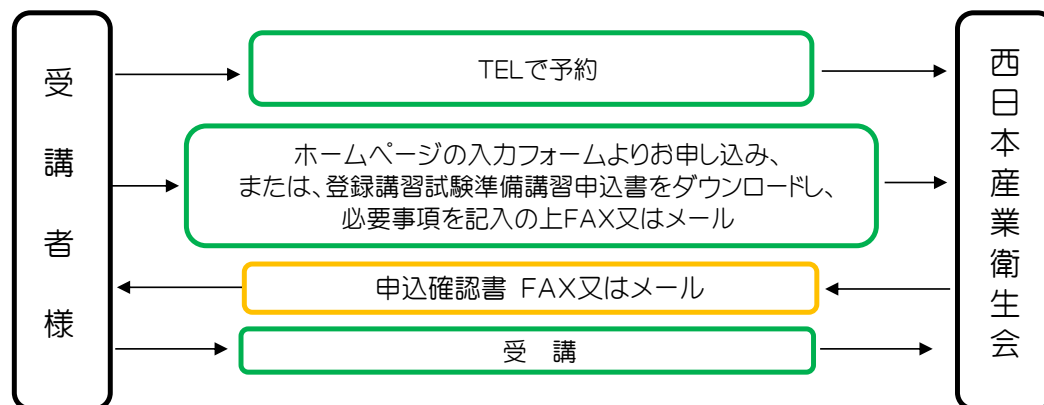 受講者様
TELで予約
ホームページの入力フォームよりお申し込み、
または、登録講習試験準備講習申込書をダウンロードし、
必要事項を記入の上FAX又はメール
申込確認書 FAX又はメール
受　講
西日本産業衛生会